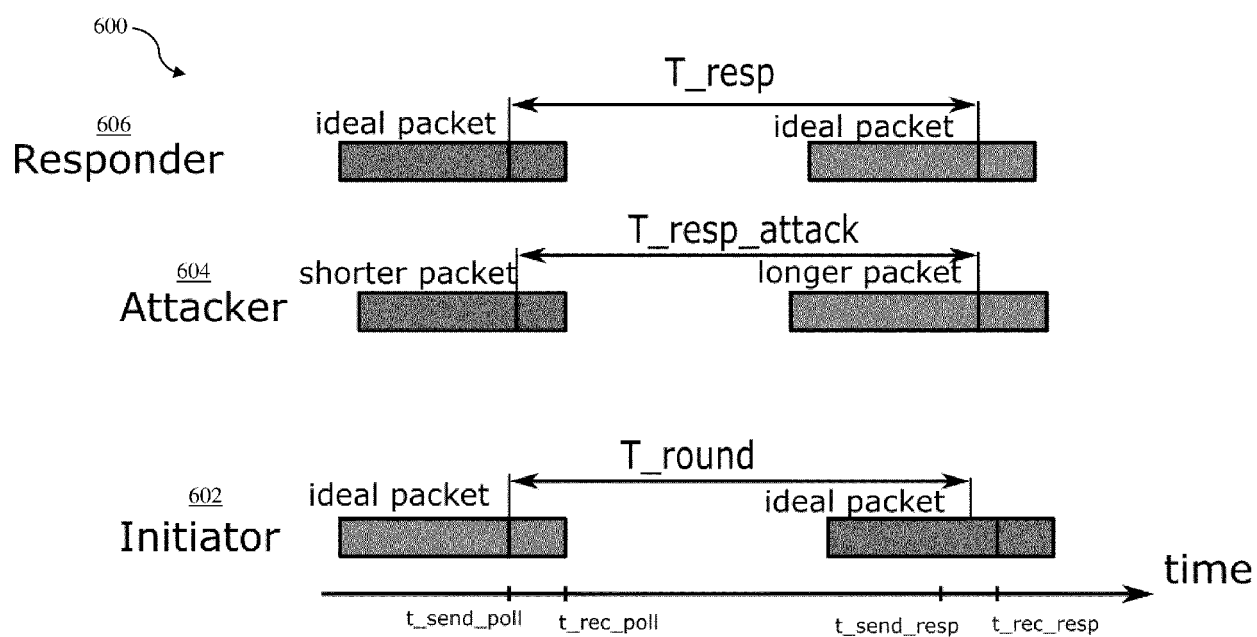 600
T_resp
606
ideal packet
ideal packet
Responder
T_resp_attack
604
shorter packet
longer packet
Attacker
T_round
602
ideal packet
ideal packet
Initiator
time
t_send_poll
t_rec_poll
t_send_resp
t_rec_resp